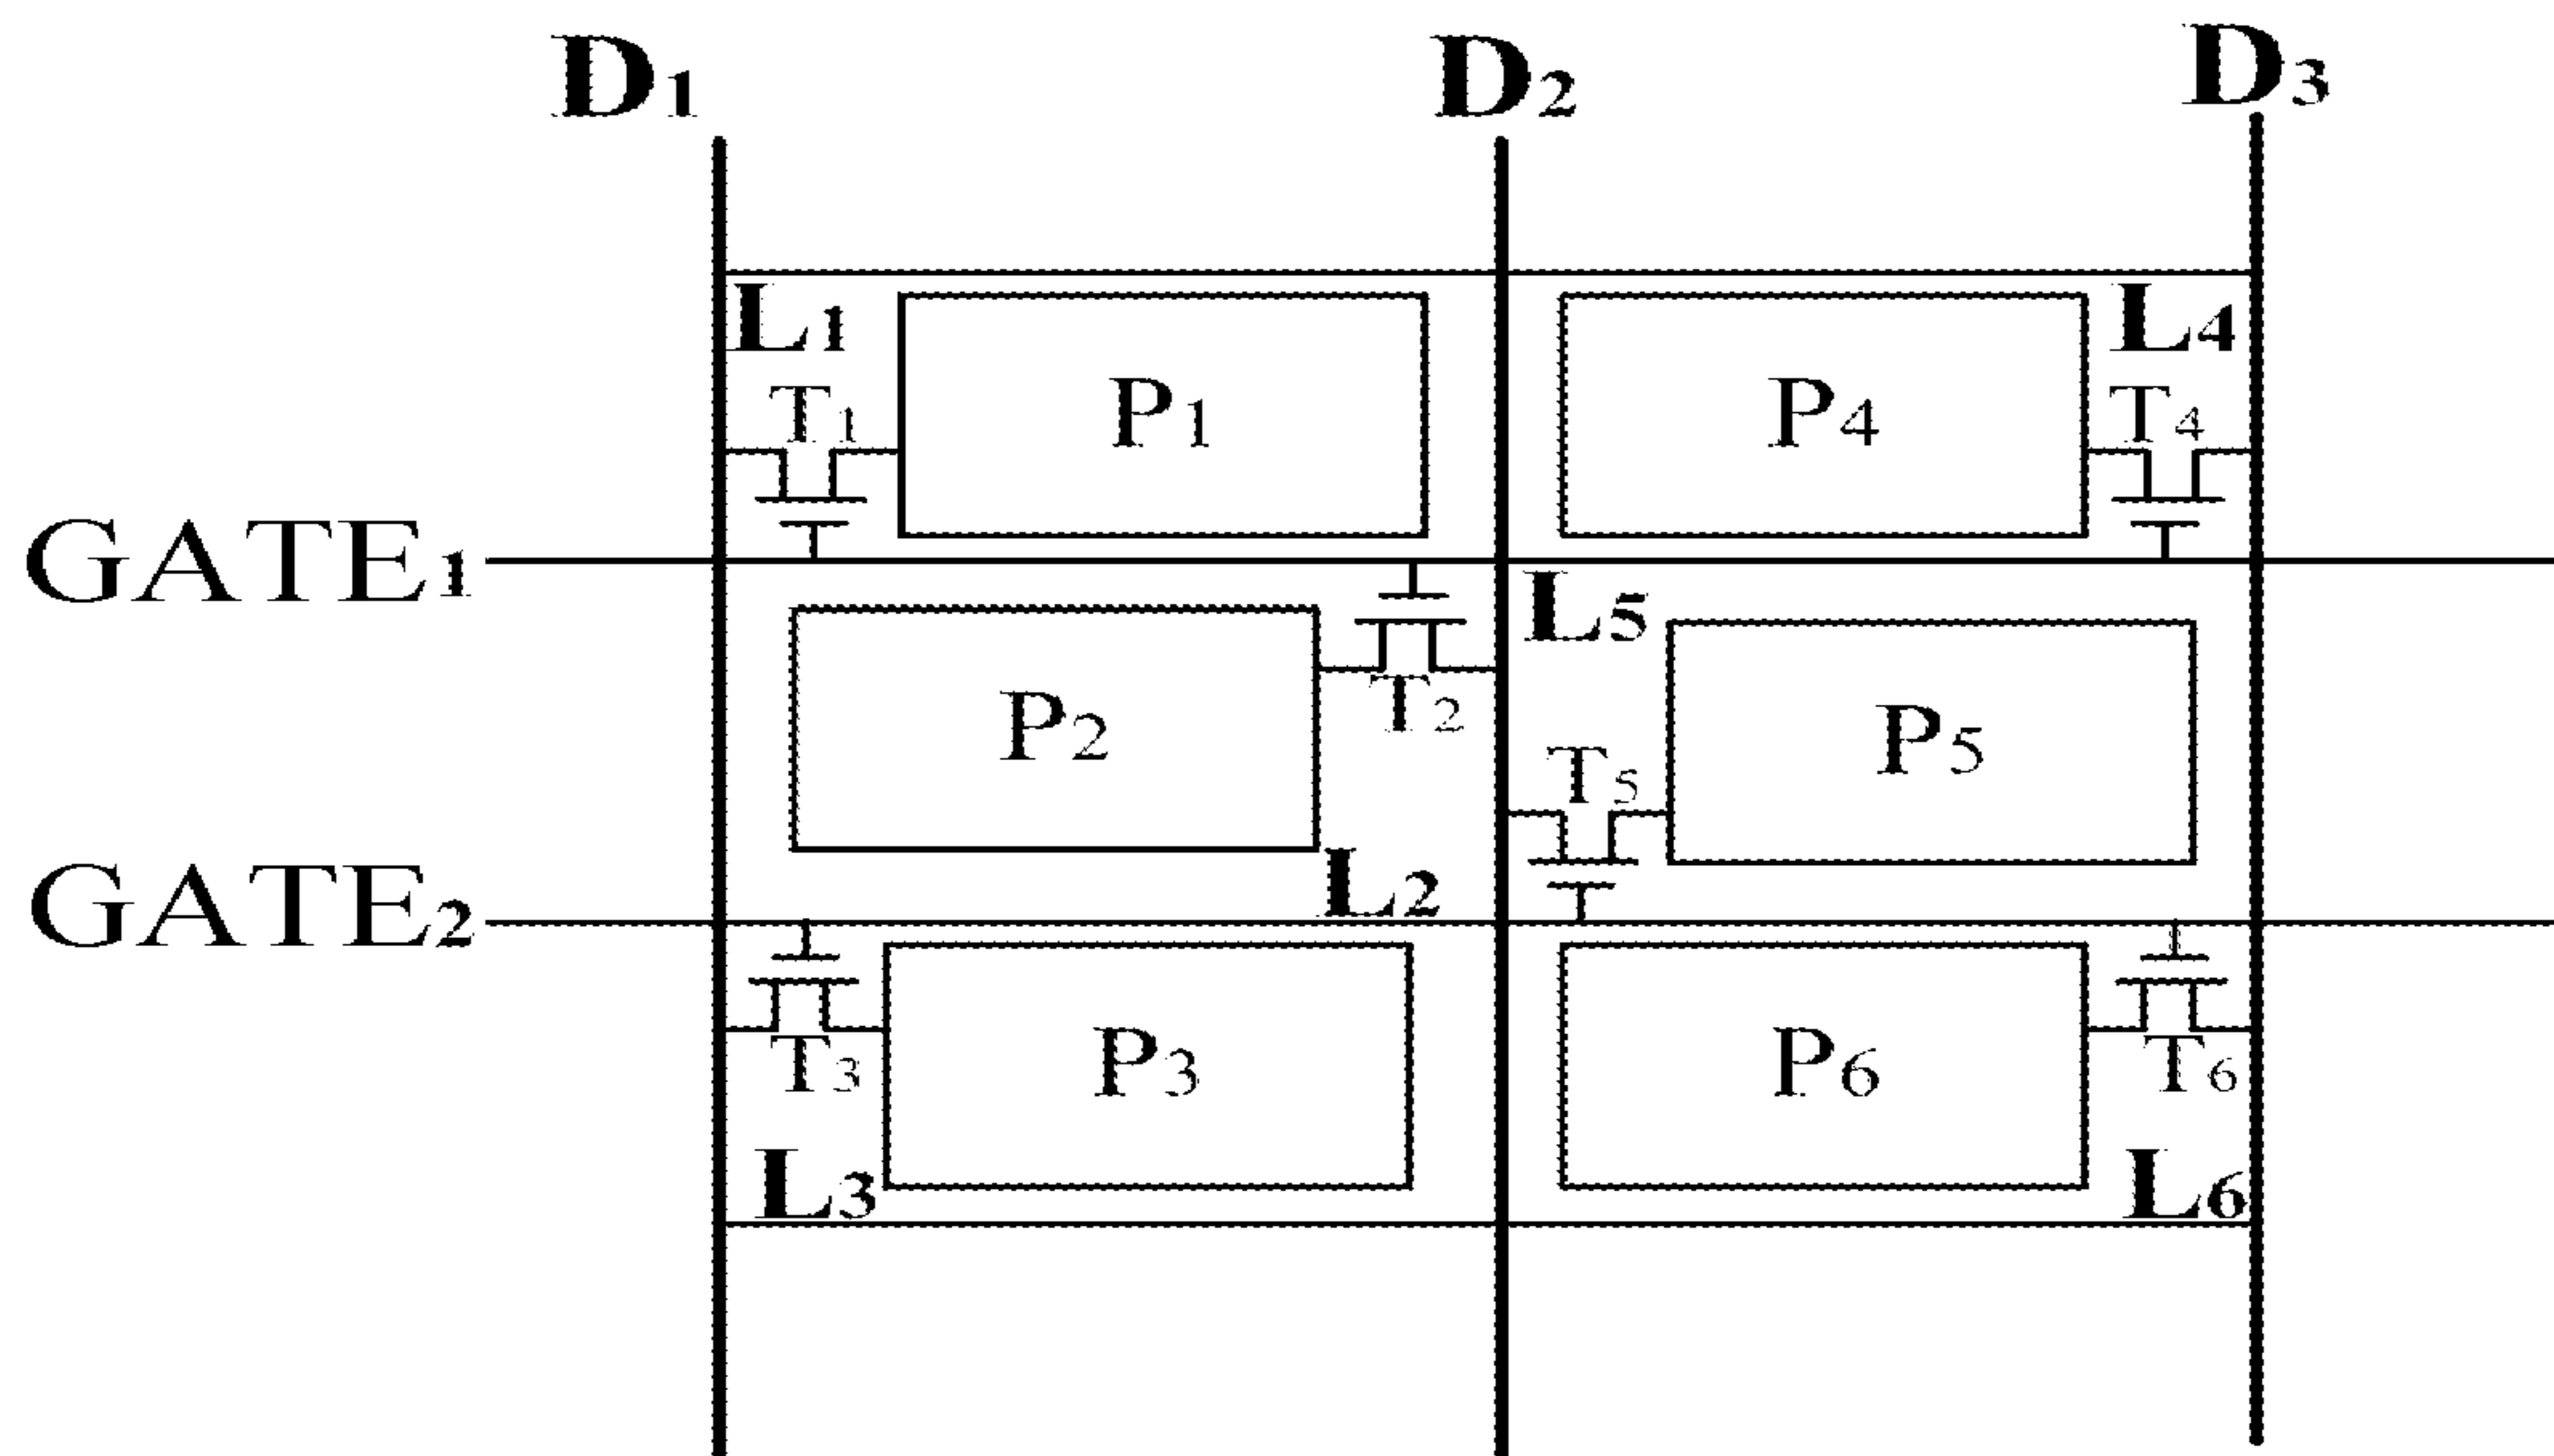 D1 D2 D3
L1 L4
T1 P1 P4 T4
GATE1
L5
P2 T2 P5
T5
L2
GATE2
T3 P3 P6 T6
L3 L6